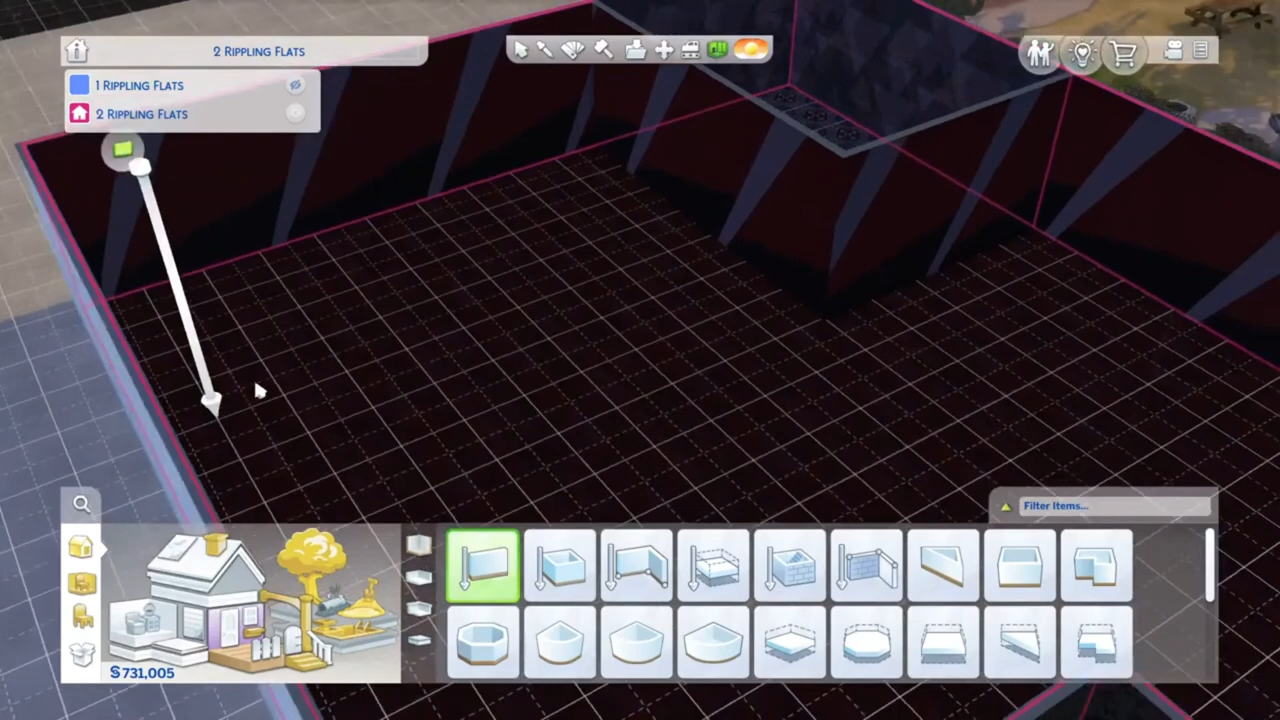 2 RIPPLING FLATS
1 RIPPLING FLATS
2 RIPPLING FLATS
Filter Items...
§731,005